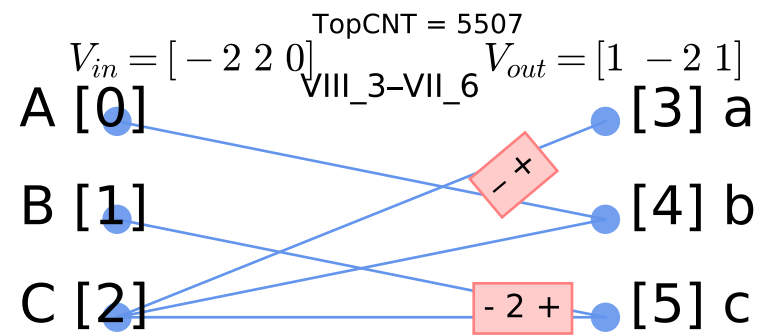 TopCNT = 5507
V_in = [ − 2 2 0] V_out = [1 − 2 1]
VIII_3–VII_6
A [0] [3] a
- +
B [1] [4] b
C [2] - 2 + [5] c